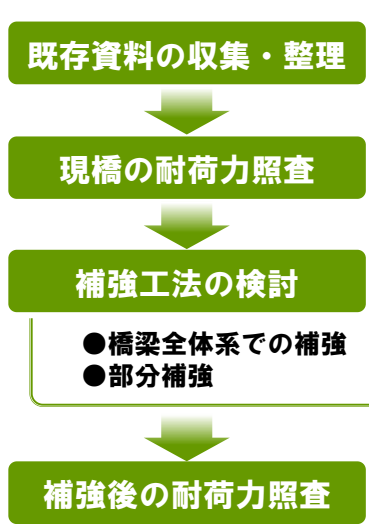 既存資料の収集・整理
現橋の耐荷力照査
補強工法の検討
●橋梁全体系での補強
●部分補強
補強後の耐荷力照査